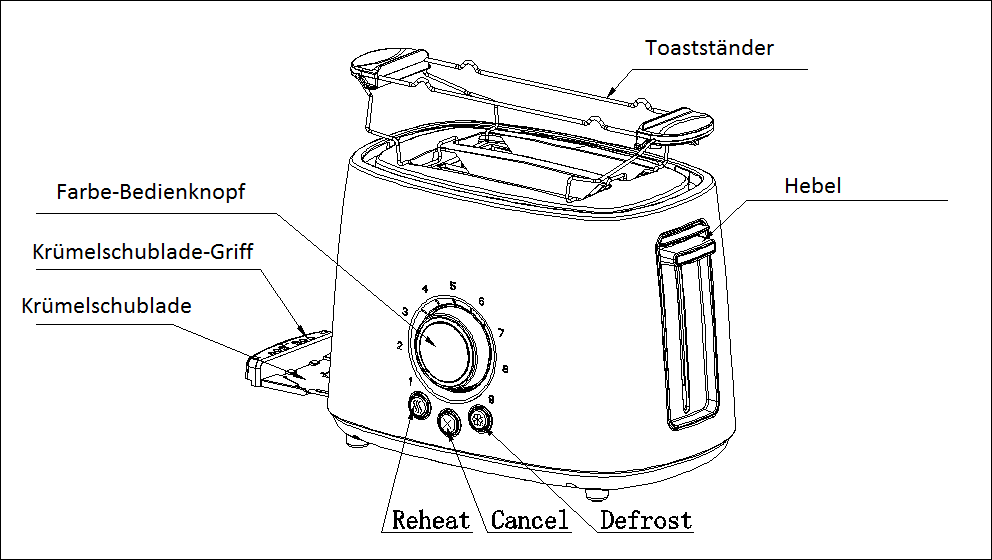 Toastständer
Farbe-Bedienknopf
Hebel
Krümelschublade-Griff
Krümelschublade
1
2
3
4
5
6
7
8
9
Reheat
Cancel
Defrost